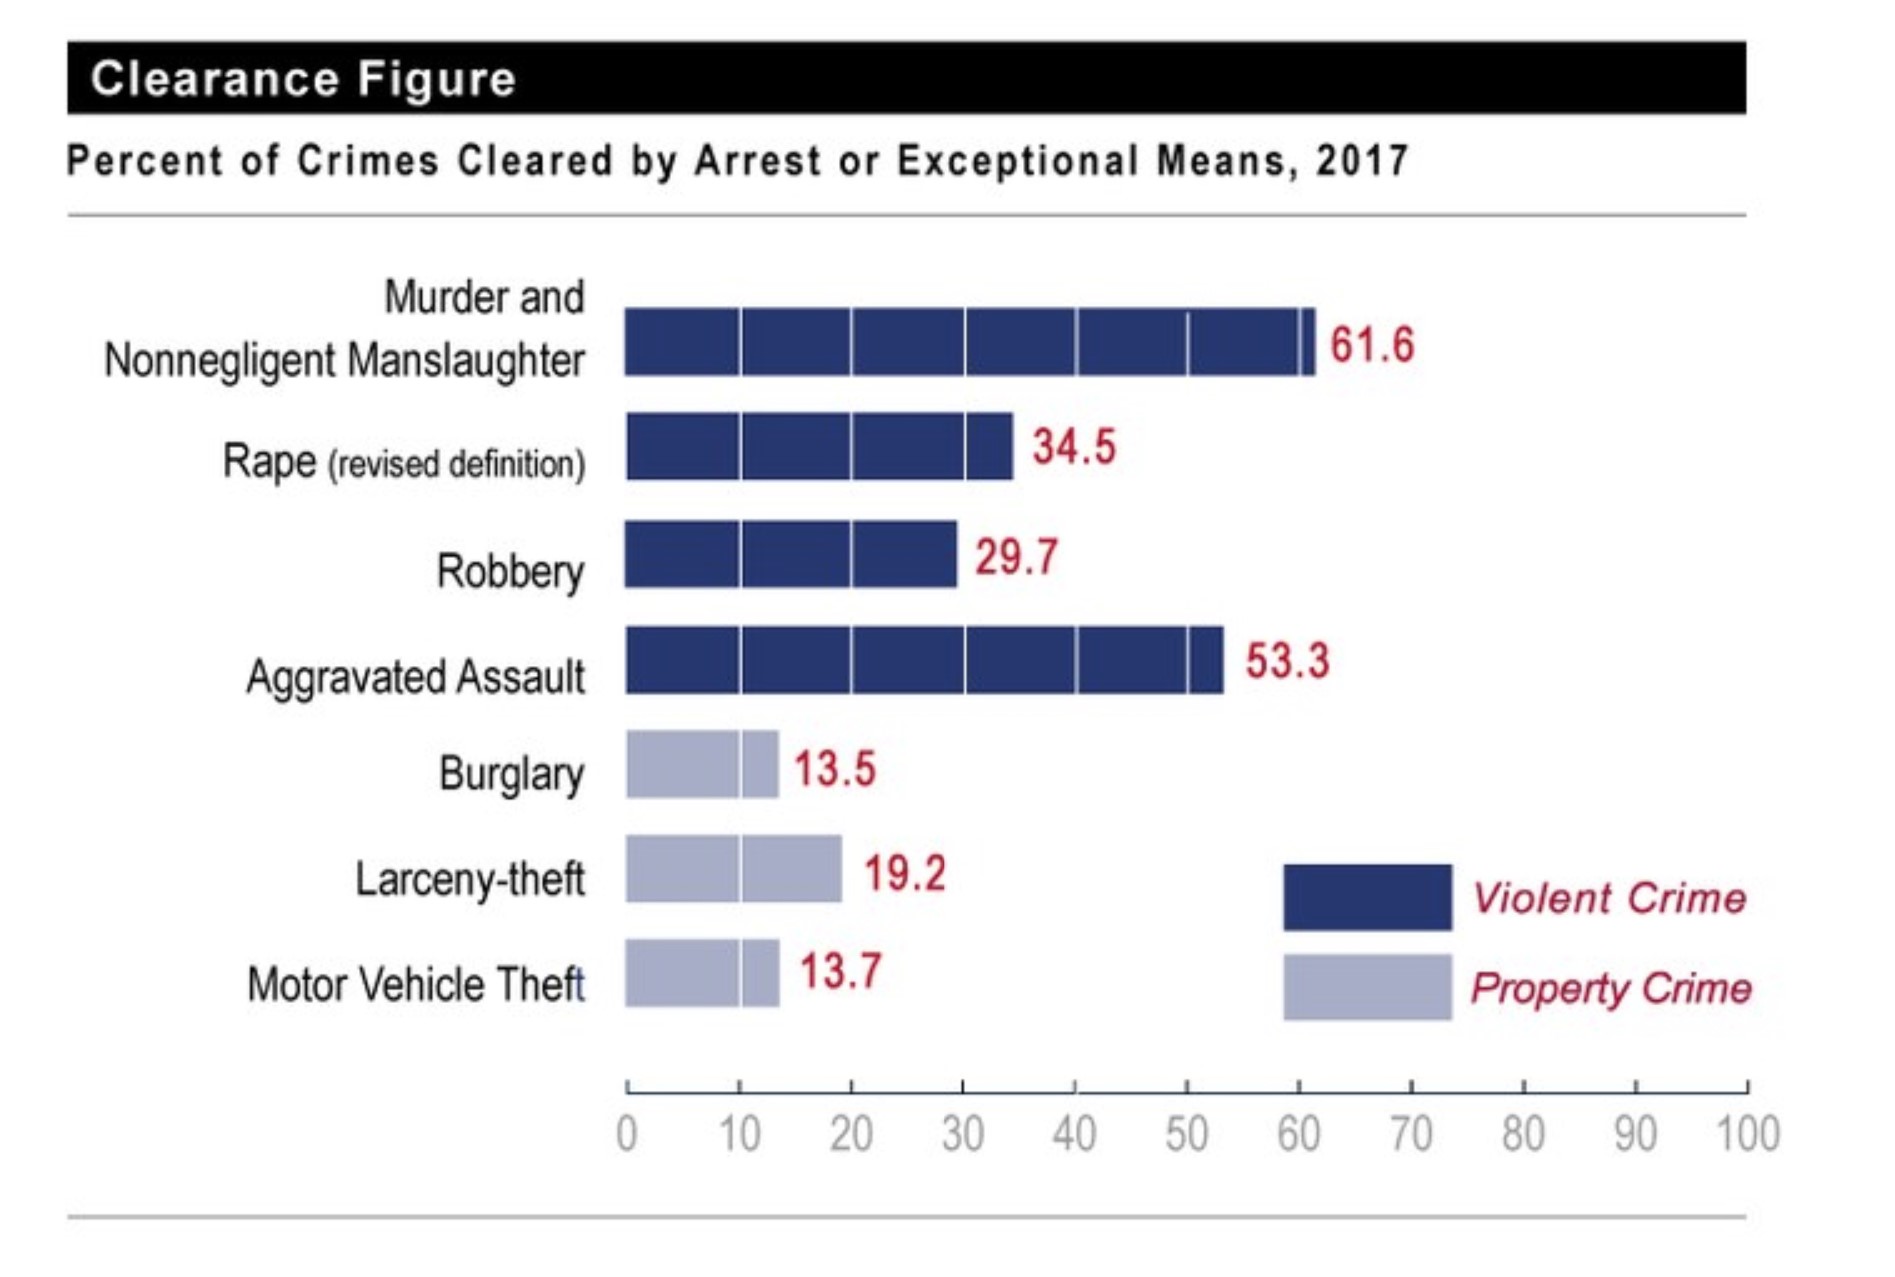 Clearance Figure
Percent of Crimes Cleared by Arrest or Exceptional Means, 2017
Murder and
Nonnegligent Manslaughter
61.6
Rape (revised definition)
34.5
Robbery
29.7
Aggravated Assault
53.3
Burglary
13.5
Larceny-theft
19.2
Motor Vehicle Theft
13.7
Violent Crime
Property Crime
0 10 20 30 40 50 60 70 80 90 100